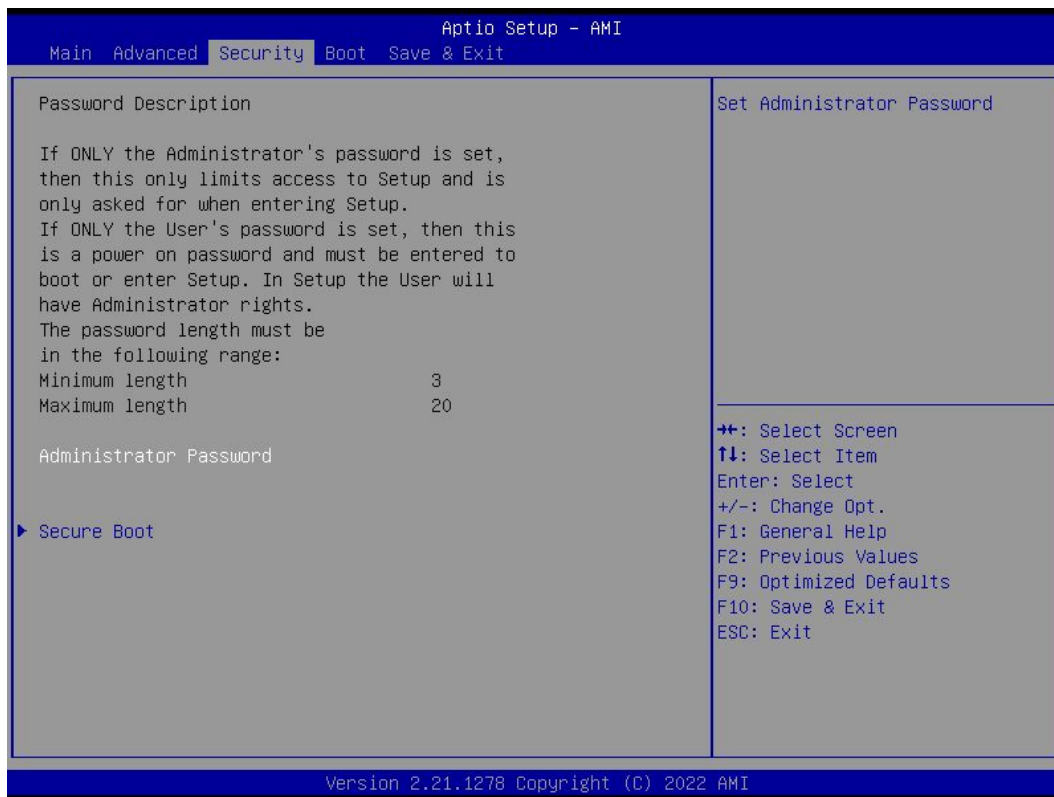 Aptio Setup - AMI
Main Advanced Security Boot Save & Exit
Password Description
If ONLY the Administrator's password is set,
then this only limits access to Setup and is
only asked for when entering Setup.
If ONLY the User's password is set, then this
is a power on password and must be entered to
boot or enter Setup. In Setup the User will
have Administrator rights.
The password length must be
in the following range:
Minimum length 3
Maximum length 20
Administrator Password
Secure Boot
Set Administrator Password
→←: Select Screen
↑↓: Select Item
Enter: Select
+/-: Change Opt.
F1: General Help
F2: Previous Values
F9: Optimized Defaults
F10: Save & Exit
ESC: Exit
Version 2.21.1278 Copyright (C) 2022 AMI